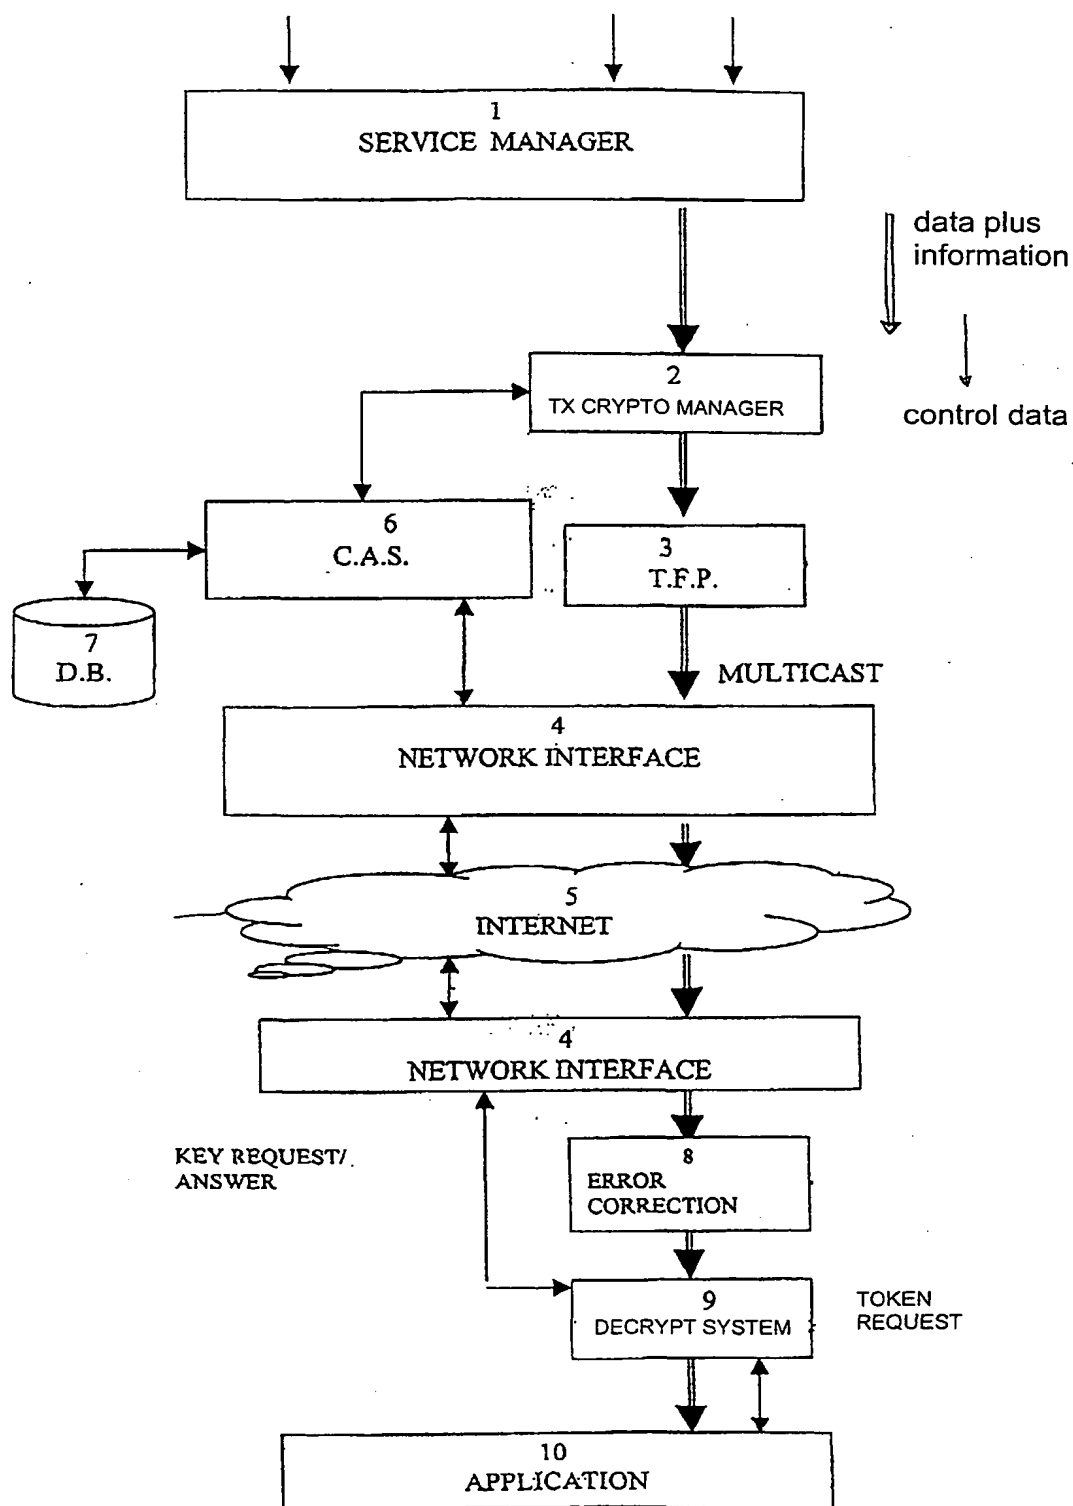 1
SERVICE MANAGER
data plus
information
2
TX CRYPTO MANAGER
control data
6
C.A.S.
3
T.F.P.
7
D.B.
MULTICAST
4
NETWORK INTERFACE
5
INTERNET
4'
NETWORK INTERFACE
KEY REQUEST/
ANSWER
8
ERROR
CORRECTION
9
DECRYPT SYSTEM
TOKEN
REQUEST
10
APPLICATION